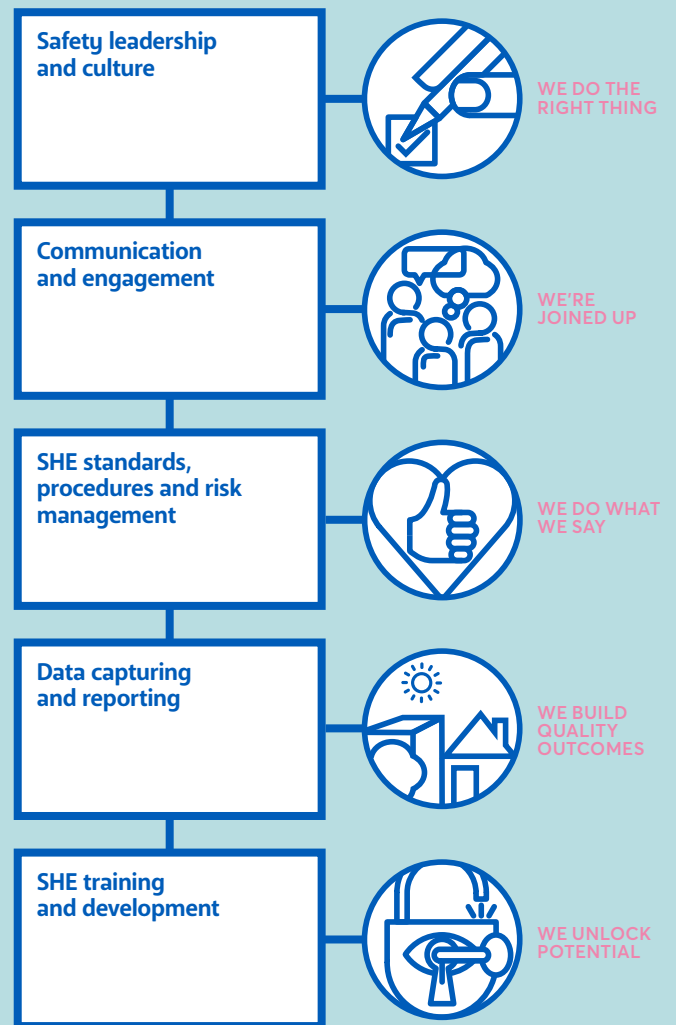 Safety leadership
and culture
WE DO THE
RIGHT THING
Communication
and engagement
WE'RE
JOINED UP
SHE standards,
procedures and risk
management
WE DO WHAT
WE SAY
Data capturing
and reporting
WE BUILD
QUALITY
OUTCOMES
SHE training
and development
WE UNLOCK
POTENTIAL